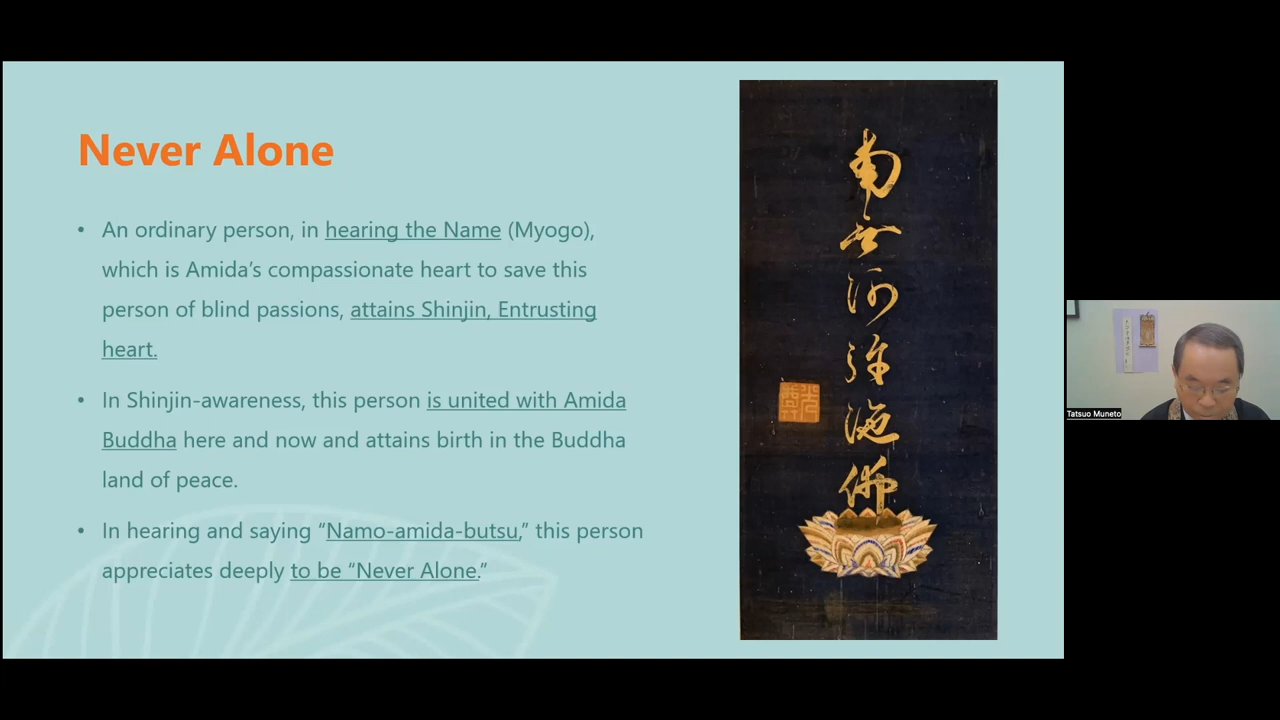 Never Alone
• An ordinary person, in hearing the Name (Myogo),
which is Amida’s compassionate heart to save this
person of blind passions, attains Shinjin, Entrusting
heart.
• In Shinjin-awareness, this person is united with Amida
Buddha here and now and attains birth in the Buddha
land of peace.
• In hearing and saying “Namo-amida-butsu,” this person
appreciates deeply to be “Never Alone.”
南无阿弥陁佛
Tatsuo Muneto